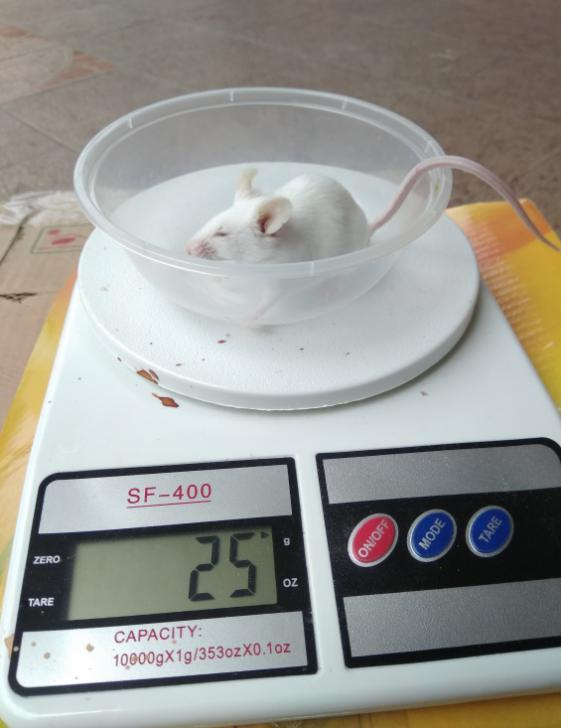 SF-400
ZERO
25
g
OZ
TARE
CAPACITY:
10000gX1g/353ozX0.1oz
ON/OFF
MODE
TARE